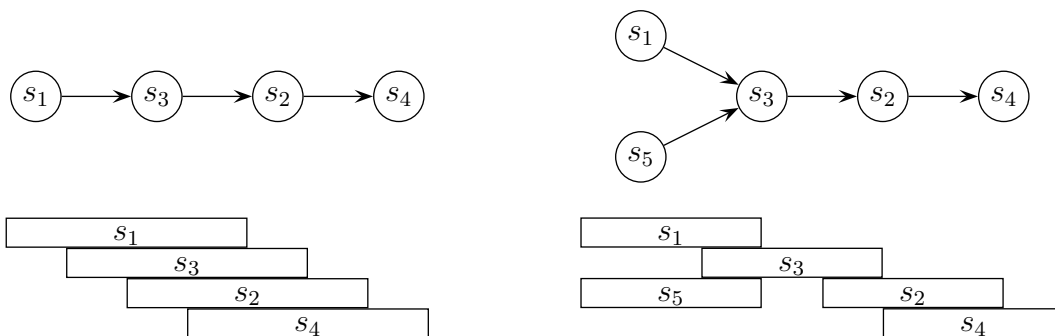 s₁
s₁ s₃ s₂ s₄ s₃ s₂ s₄
s₅
s₁ s₁
s₃ s₃
s₂ s₅ s₂
s₄ s₄